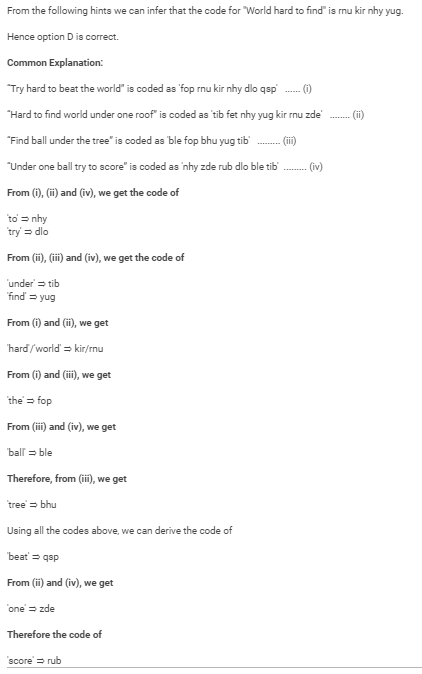 From the following hints we can infer that the code for "World hard to find" is rnu kir nhy yug.
Hence option D is correct.
Common Explanation:
"Try hard to beat the world" is coded as 'fop rnu kir nhy dlo qsp' ...... (i)
"Hard to find world under one roof" is coded as 'tib fet nhy yug kir rnu zde' ........ (ii)
"Find ball under the tree" is coded as 'ble fop bhu yug tib' ......... (iii)
"Under one ball try to score" is coded as 'nhy zde rub dlo ble tib' ......... (iv)
From (i), (ii) and (iv), we get the code of
'to' ⇒ nhy
'try' ⇒ dlo
From (ii), (iii) and (iv), we get the code of
'under' ⇒ tib
'find' ⇒ yug
From (i) and (ii), we get
'hard'/'world' ⇒ kir/rnu
From (i) and (iii), we get
'the' ⇒ fop
From (iii) and (iv), we get
'ball' ⇒ ble
Therefore, from (iii), we get
'tree' ⇒ bhu
Using all the codes above, we can derive the code of
'beat' ⇒ qsp
From (ii) and (iv), we get
'one' ⇒ zde
Therefore the code of
'score' ⇒ rub